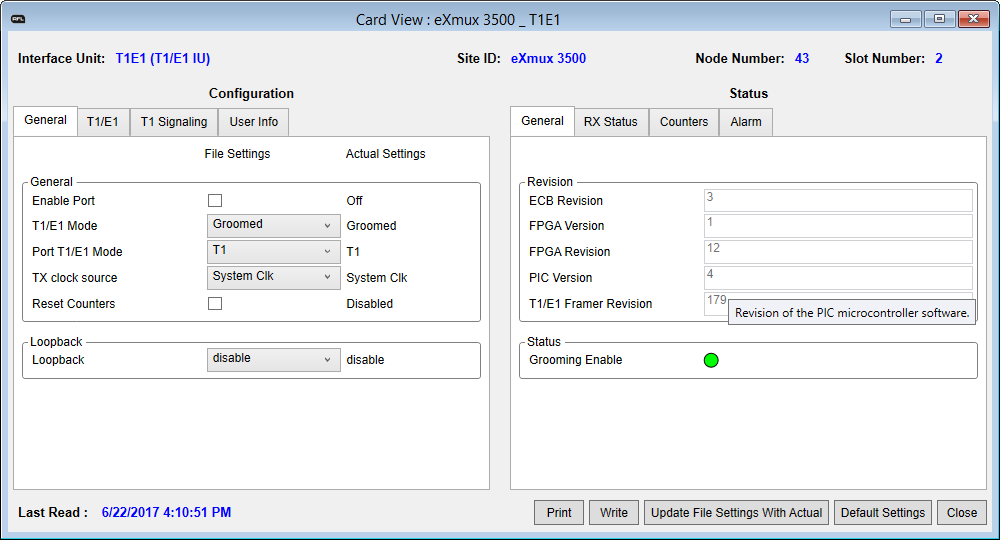 RFL
Card View : eXmux 3500 _ T1E1
Interface Unit: T1E1 (T1/E1 IU) Site ID: eXmux 3500 Node Number: 43 Slot Number: 2
Configuration
General T1/E1 T1 Signaling User Info
File Settings Actual Settings
General
Enable Port Off
T1/E1 Mode Groomed Groomed
Port T1/E1 Mode T1 T1
TX clock source System Clk System Clk
Reset Counters Disabled
Loopback
Loopback disable disable
Status
General RX Status Counters Alarm
Revision
ECB Revision 3
FPGA Version 1
FPGA Revision 12
PIC Version 4
T1/E1 Framer Revision 179
Revision of the PIC microcontroller software.
Status
Grooming Enable
Last Read : 6/22/2017 4:10:51 PM
Print Write Update File Settings With Actual Default Settings Close